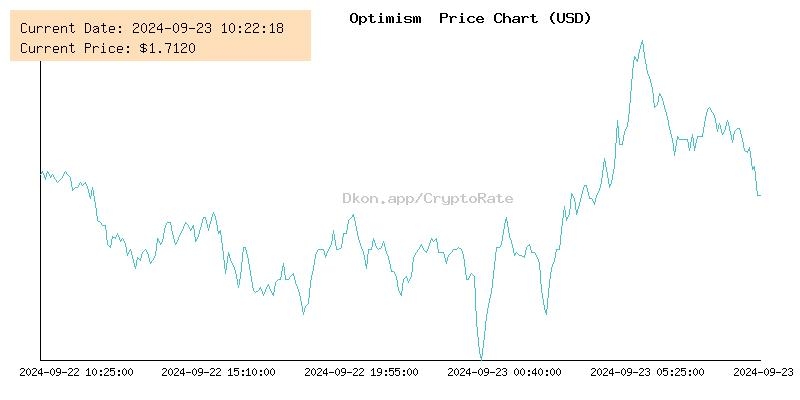 Optimism  Price Chart (USD)
Current Date: 2024-09-23 10:22:18
Current Price: $1.7120
Dkon.app/CryptoRate
2024-09-22 10:25:00 2024-09-22 15:10:00 2024-09-22 19:55:00 2024-09-23 00:40:00 2024-09-23 05:25:00 2024-09-23